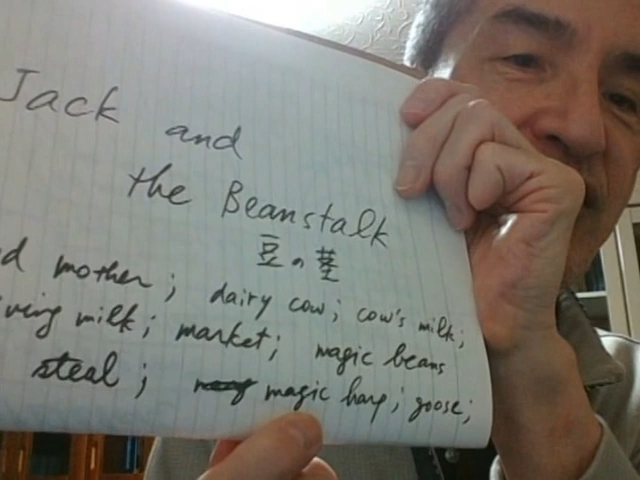 Jack and
the Beanstalk
豆の茎
mother; dairy cow; cow's milk;
milk; market; magic beans
steal; magic harp; goose;